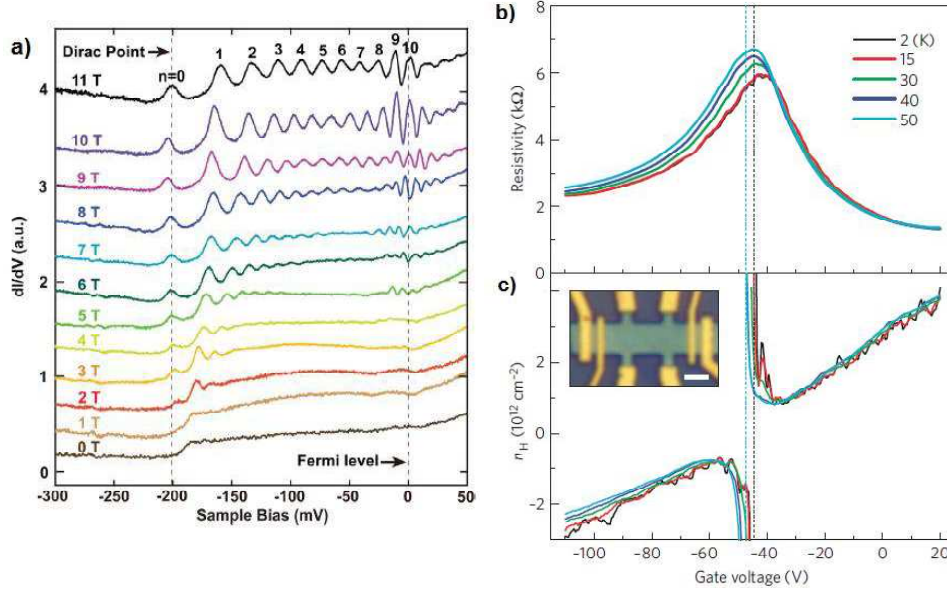 a)
Dirac Point
n=0
1 2 3 4 5 6 7 8 9 10
11 T
10 T
9 T
8 T
7 T
6 T
5 T
4 T
3 T
2 T
1 T
0 T
Fermi level
dI/dV (a.u.)
4
3
2
1
0
-300 -250 -200 -150 -100 -50 0 50
Sample Bias (mV)
b)
2 (K)
15
30
40
50
Resistivity (kΩ)
8
6
4
2
0
c)
n_H (10¹² cm⁻²)
2
0
−2
−100 −80 −60 −40 −20 0 20
Gate voltage (V)